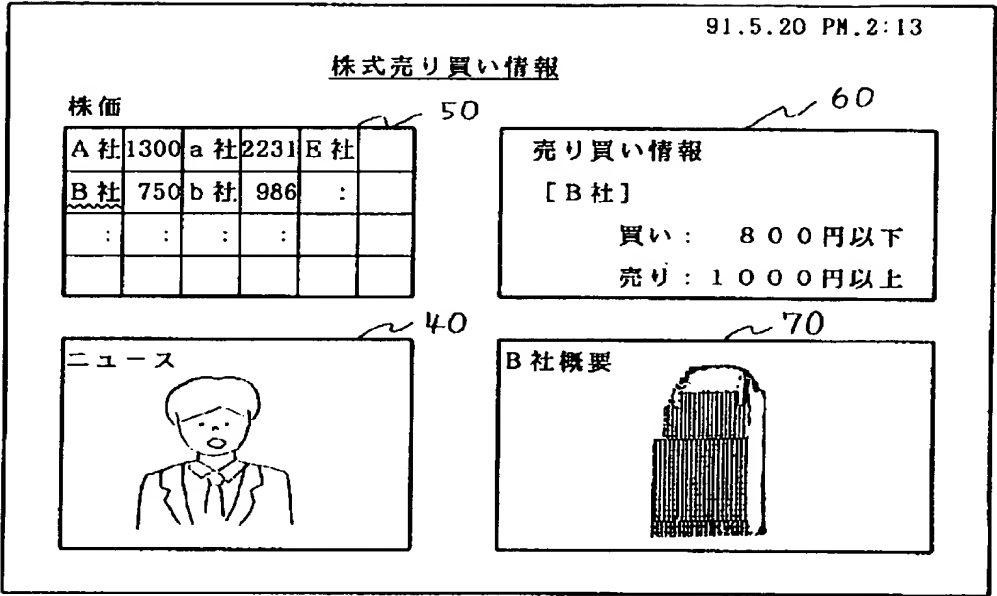 91.5.20 PM.2:13
株式売り買い情報
株価
50
60
A社 1300 a社 2231 E社
B社 750 b社 986 :
: : : :
売り買い情報
[B社]
買い: 800円以下
売り:1000円以上
40
70
ニュース
B社概要